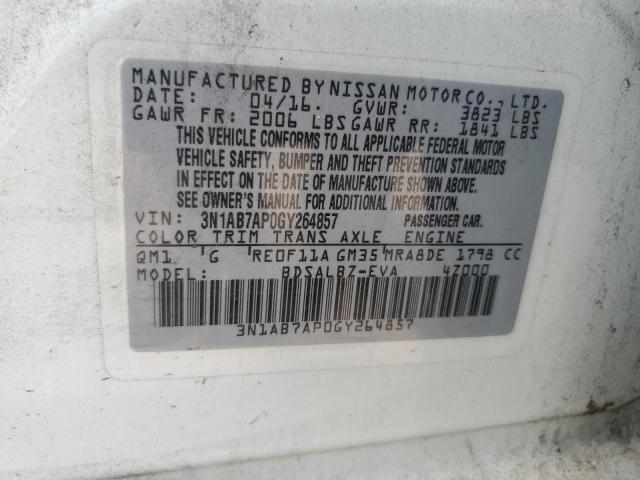 MANUFACTURED BY NISSAN MOTOR CO., LTD.
DATE: 04/16. GVWR: 3823 LBS
GAWR FR: 2006 LBS GAWR RR: 1841 LBS
THIS VEHICLE CONFORMS TO ALL APPLICABLE FEDERAL MOTOR
VEHICLE SAFETY, BUMPER AND THEFT PREVENTION STANDARDS
IN EFFECT ON THE DATE OF MANUFACTURE SHOWN ABOVE.
SEE OWNER'S MANUAL FOR ADDITIONAL INFORMATION.
VIN: 3N1AB7AP0GY264857 PASSENGER CAR.
COLOR TRIM TRANS AXLE ENGINE
QM1 G RE0F11A GM35 MRA8DE 1798 CC
MODEL: BDSALBZ-EVA 4Z000
3N1AB7AP0GY264857